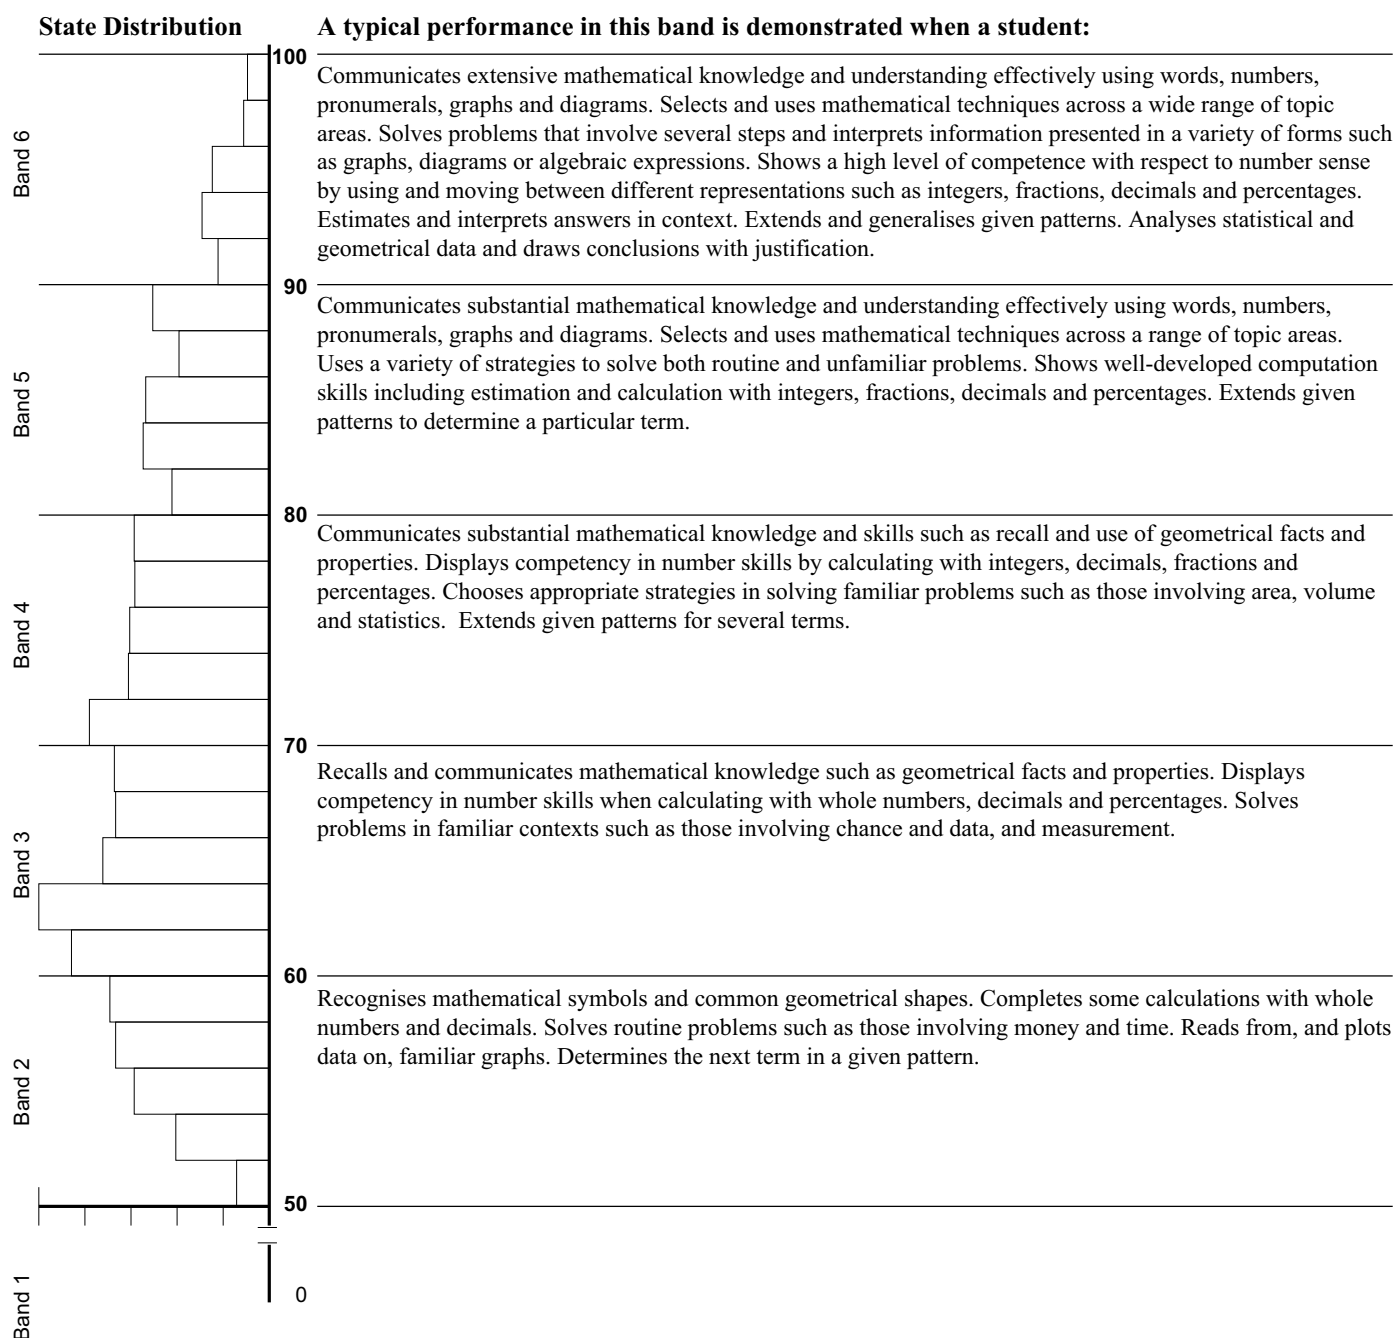 State Distribution
A typical performance in this band is demonstrated when a student:
100
Band 6
Communicates extensive mathematical knowledge and understanding effectively using words, numbers,
pronumerals, graphs and diagrams. Selects and uses mathematical techniques across a wide range of topic
areas. Solves problems that involve several steps and interprets information presented in a variety of forms such
as graphs, diagrams or algebraic expressions. Shows a high level of competence with respect to number sense
by using and moving between different representations such as integers, fractions, decimals and percentages.
Estimates and interprets answers in context. Extends and generalises given patterns. Analyses statistical and
geometrical data and draws conclusions with justification.
90
Band 5
Communicates substantial mathematical knowledge and understanding effectively using words, numbers,
pronumerals, graphs and diagrams. Selects and uses mathematical techniques across a range of topic areas.
Uses a variety of strategies to solve both routine and unfamiliar problems. Shows well-developed computation
skills including estimation and calculation with integers, fractions, decimals and percentages. Extends given
patterns to determine a particular term.
80
Band 4
Communicates substantial mathematical knowledge and skills such as recall and use of geometrical facts and
properties. Displays competency in number skills by calculating with integers, decimals, fractions and
percentages. Chooses appropriate strategies in solving familiar problems such as those involving area, volume
and statistics.  Extends given patterns for several terms.
70
Band 3
Recalls and communicates mathematical knowledge such as geometrical facts and properties. Displays
competency in number skills when calculating with whole numbers, decimals and percentages. Solves
problems in familiar contexts such as those involving chance and data, and measurement.
60
Band 2
Recognises mathematical symbols and common geometrical shapes. Completes some calculations with whole
numbers and decimals. Solves routine problems such as those involving money and time. Reads from, and plots
data on, familiar graphs. Determines the next term in a given pattern.
50
Band 1
0